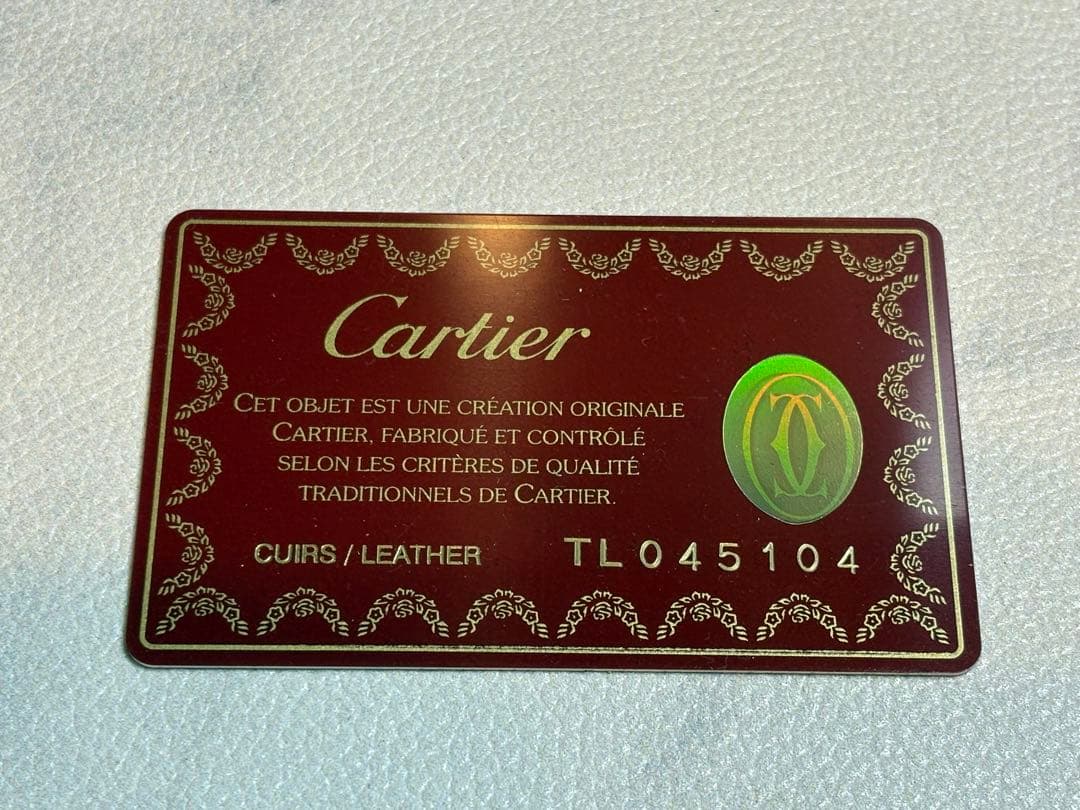 Cartier
CET OBJET EST UNE CRÉATION ORIGINALE
CARTIER, FABRIQUÉ ET CONTRÔLÉ
SELON LES CRITÈRES DE QUALITÉ
TRADITIONNELS DE CARTIER.
CUIRS / LEATHER TL045104